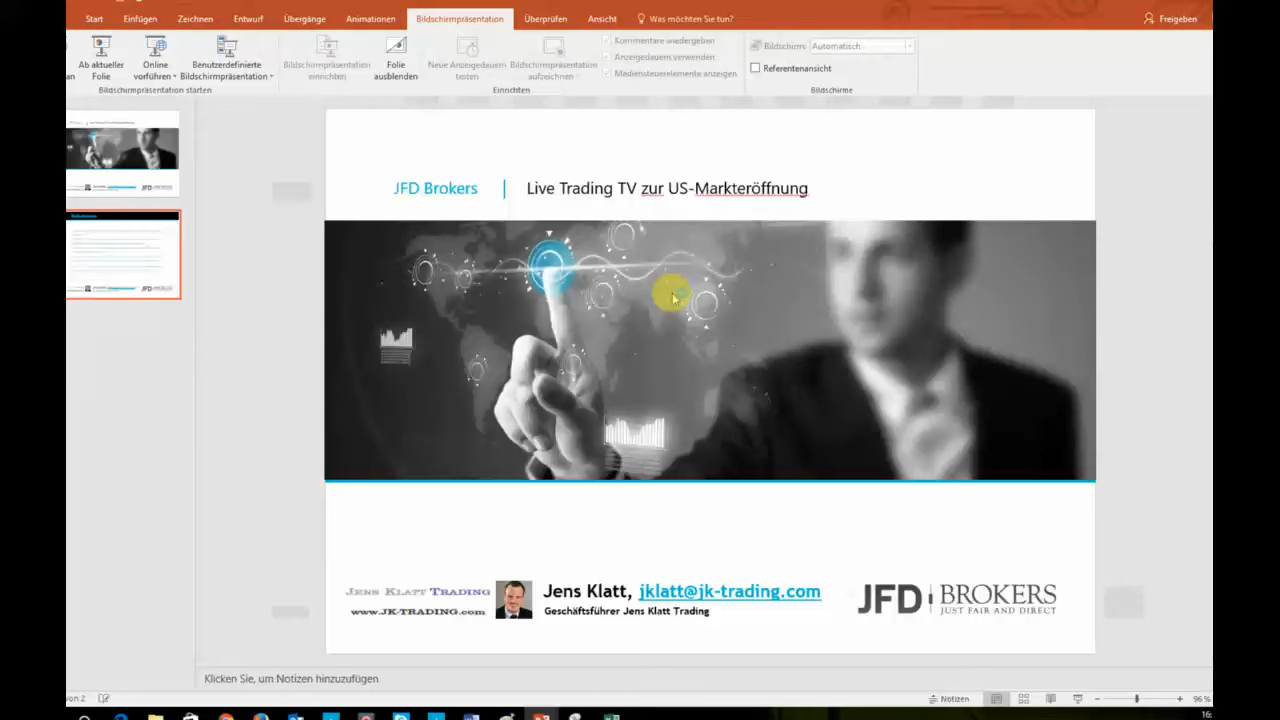 Start Einfügen Zeichnen Entwurf Übergänge Animationen Bildschirmpräsentation Überprüfen Ansicht Was möchten Sie tun? Freigeben
Ab aktueller Folie
Online vorführen
Benutzerdefinierte Bildschirmpräsentation
Bildschirmpräsentation einrichten
Folie ausblenden
Neue Anzeigedauern testen
Bildschirmpräsentation aufzeichnen
Kommentare wiedergeben
Anzeigedauern verwenden
Mediensteuerelemente anzeigen
Bildschirm: Automatisch
Referentenansicht
Bildschirmpräsentation starten Einrichten Bildschirme
JFD Brokers Live Trading TV zur US-Markteröffnung
JENS KLATT TRADING
www.JK-TRADING.com
Jens Klatt, jklatt@jk-trading.com
Geschäftsführer Jens Klatt Trading
JFD BROKERS
JUST FAIR AND DIRECT
Klicken Sie, um Notizen hinzuzufügen
von 2 Notizen 96 %
16: